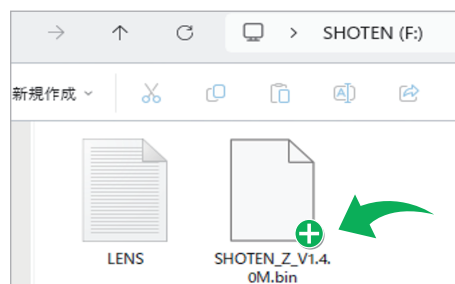 SHOTEN (F:)
新規作成
LENS
SHOTEN_Z_V1.4.
0M.bin